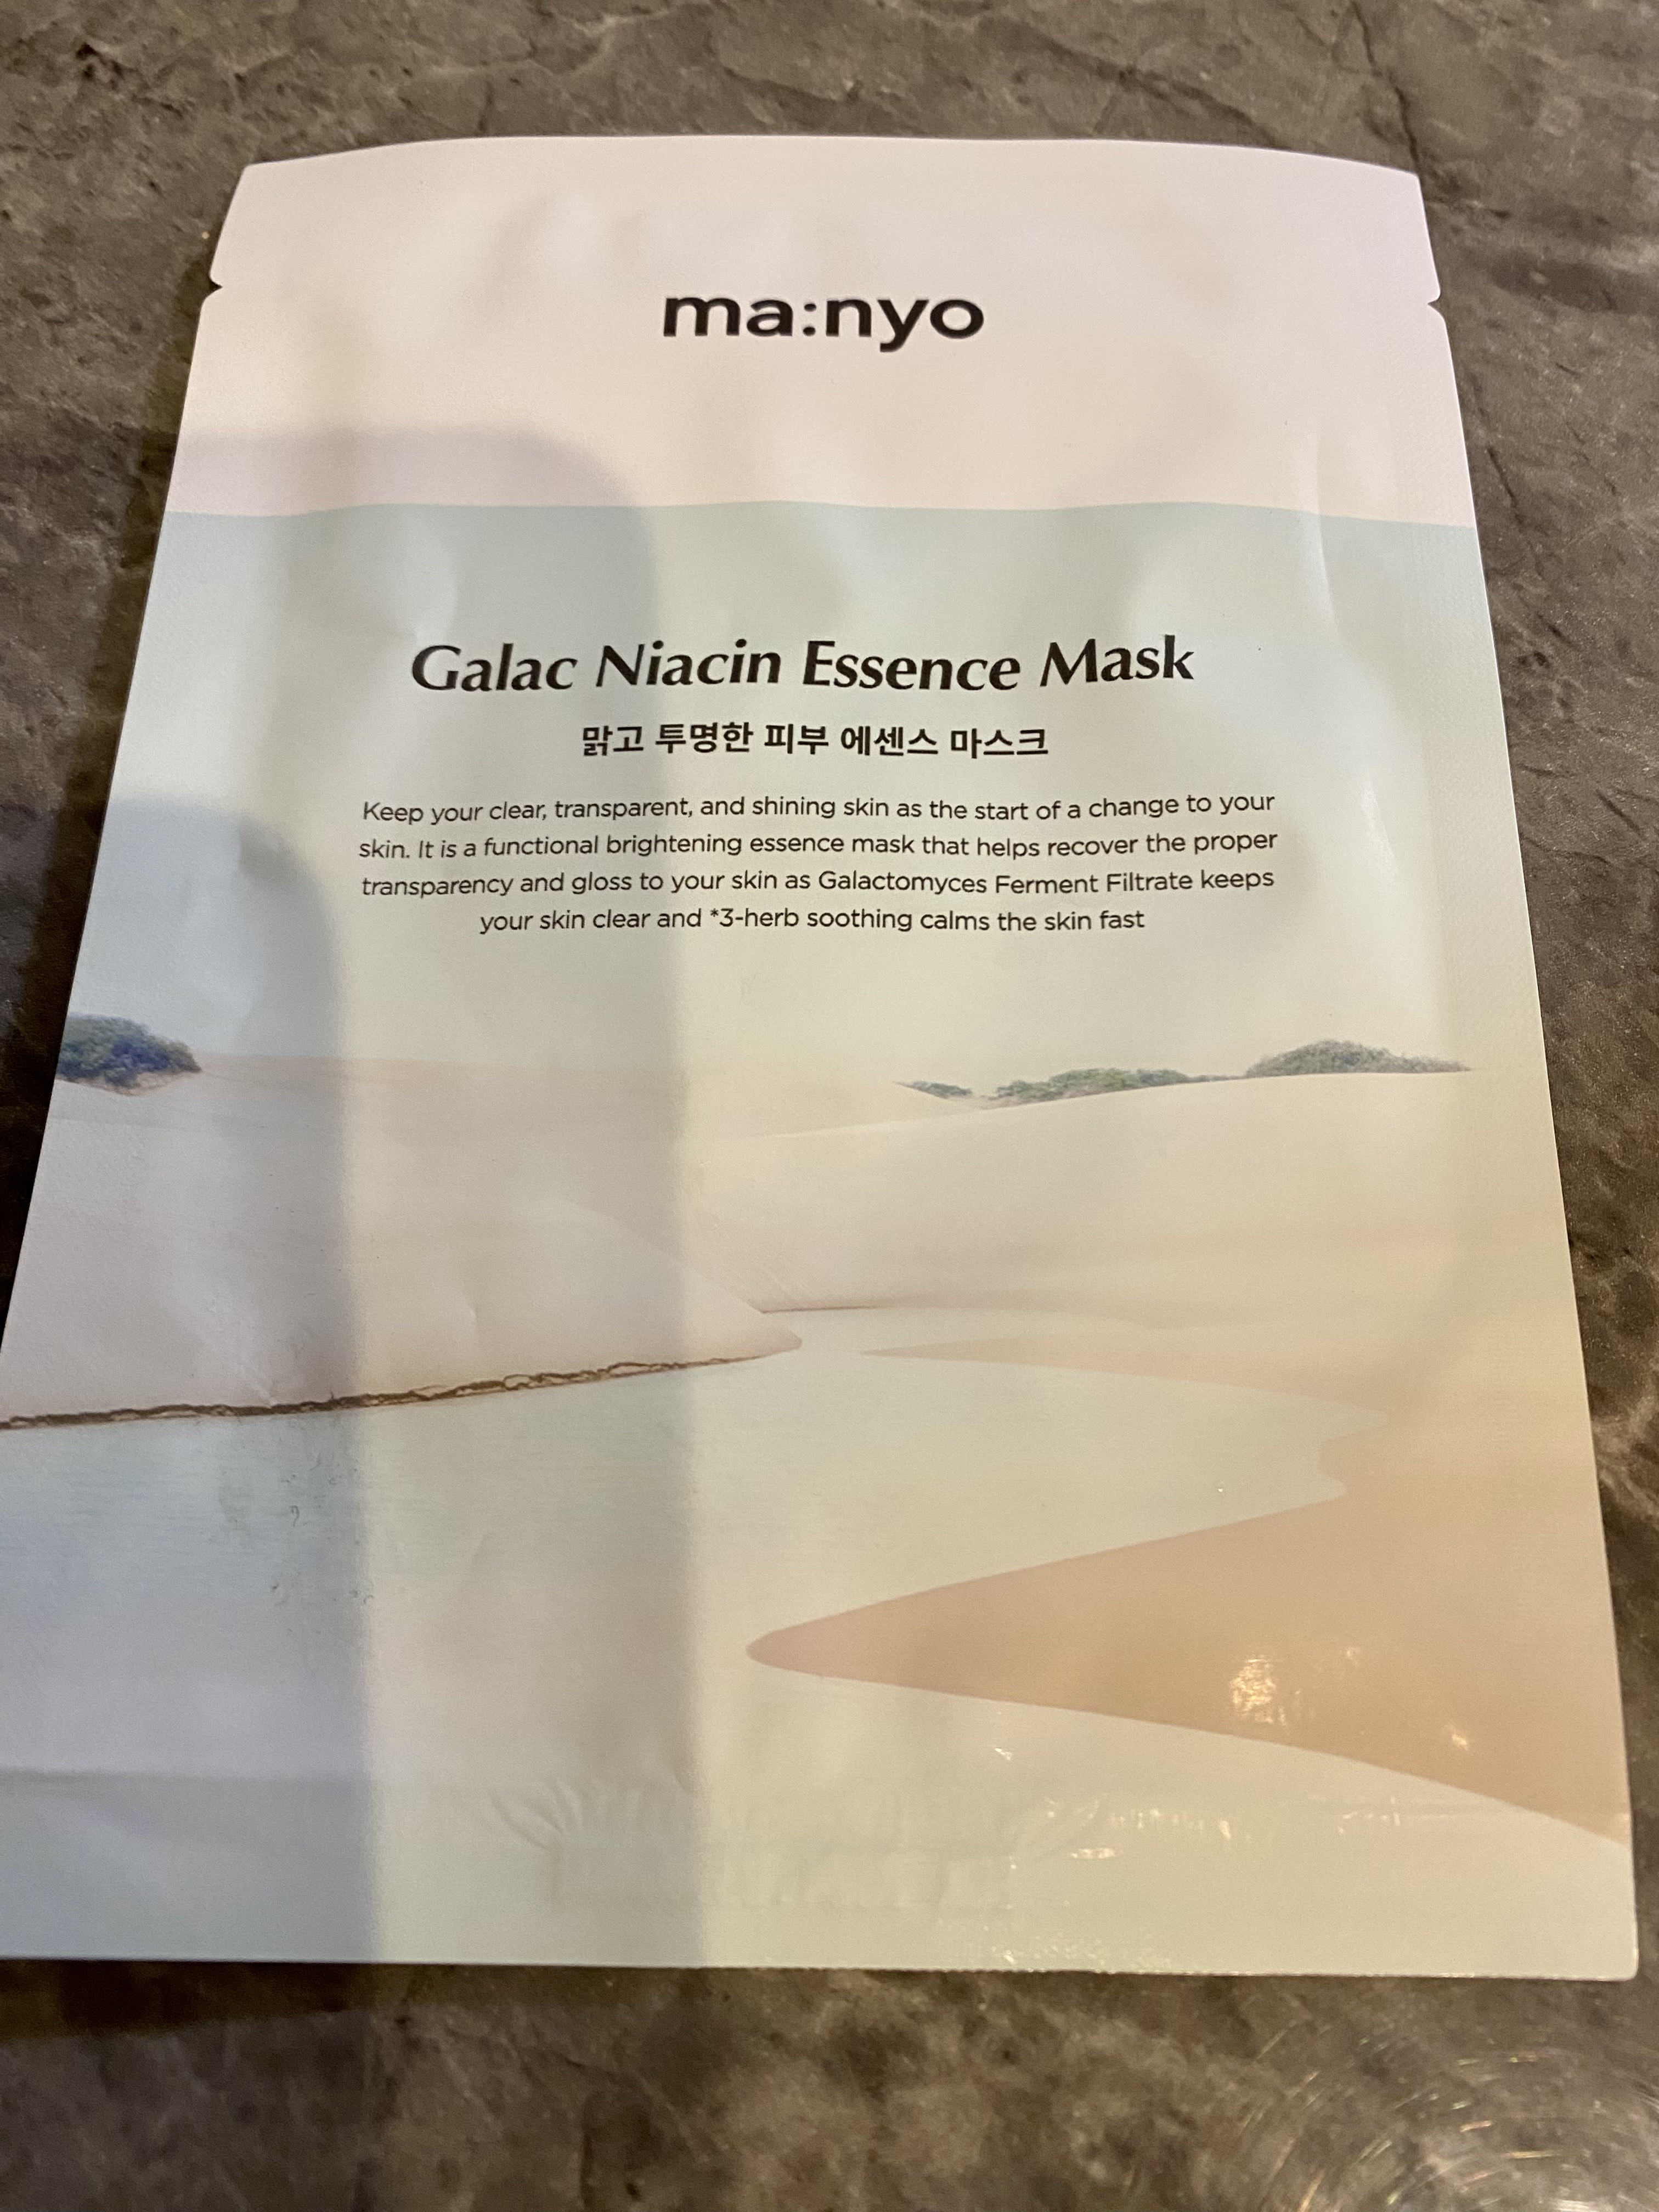 ma:nyo
Galac Niacin Essence Mask
맑고 투명한 피부 에센스 마스크
Keep your clear, transparent, and shining skin as the start of a change to your
skin. It is a functional brightening essence mask that helps recover the proper
transparency and gloss to your skin as Galactomyces Ferment Filtrate keeps
your skin clear and *3-herb soothing calms the skin fast